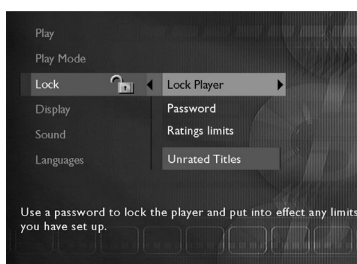 Play
Play Mode
Lock
Display
Sound
Languages
Lock Player
Password
Ratings limits
Unrated Titles
Use a password to lock the player and put into effect any limits
you have set up.